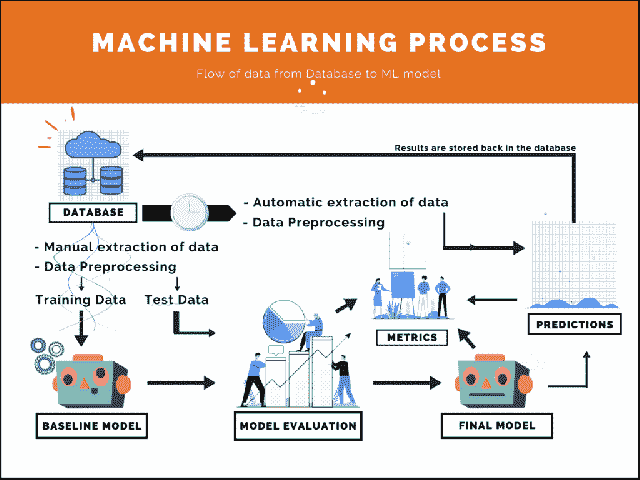 MACHINE LEARNING PROCESS
Flow of data from Database to ML model
Results are stored back in the database
DATABASE
- Automatic extraction of data
- Data Preprocessing
- Manual extraction of data
- Data Preprocessing
Training Data
Test Data
METRICS
PREDICTIONS
BASELINE MODEL
MODEL EVALUATION
FINAL MODEL